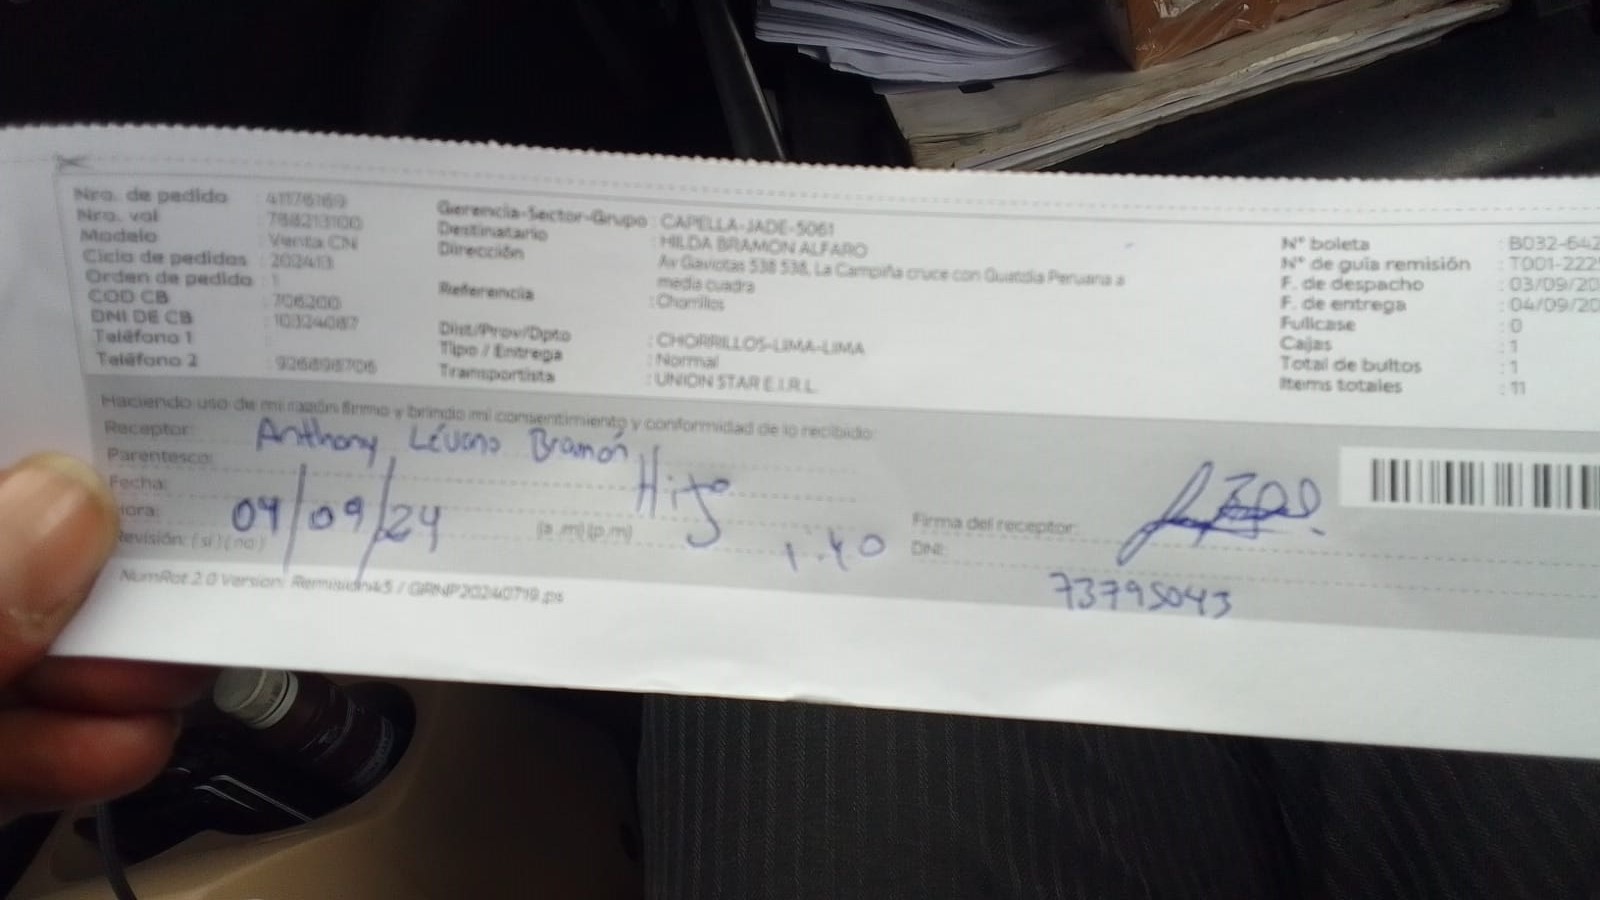 Nro. de pedido : 41176169
Nro. val : 788213100
Modelo : Venta CN
Ciclo de pedidos : 202413
Orden de pedido : 1
COD CB : 706200
DNI DE CB : 10324087
Teléfono 1 :
Teléfono 2 : 926898706
Gerencia-Sector-Grupo : CAPELLA-JADE-5061
Destinatario : HILDA BRAMON ALFARO
Dirección : Av Gaviotas 538 538, La Campiña cruce con Guatdia Peruana a
media cuadra
Referencia : Chorrillos
Dist/Prov/Dpto : CHORRILLOS-LIMA-LIMA
Tipo / Entrega : Normal
Transportista : UNION STAR E.I.R.L.
N° boleta : B032-642
N° de guía remisión : T001-222
F. de despacho : 03/09/20
F. de entrega : 04/09/20
Fullcase : 0
Cajas : 1
Total de bultos : 1
Items totales : 11
Haciendo uso de mi razón firmo y brindo mi consentimiento y conformidad de lo recibido:
Receptor: Anthony Lévano Bramón
Parentesco: Hijo
Fecha: 04/09/24
Hora: (a.m)(p.m) 1:40
Revisión: (si) (no)
Firma del receptor:
DNI: 73795043
NumRot 2.0 Version: Remision45 / GRNP20240719.ps